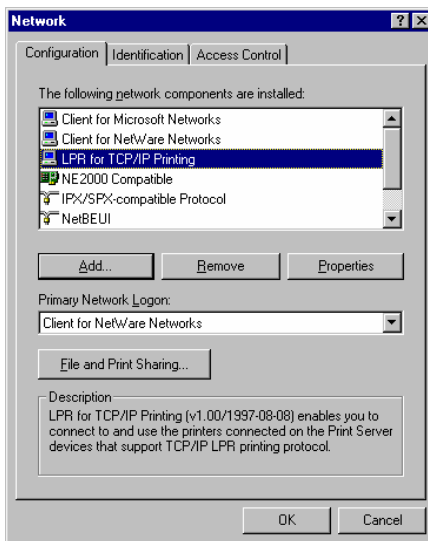 Network
Configuration Identification Access Control
The following network components are installed:
Client for Microsoft Networks
Client for NetWare Networks
LPR for TCP/IP Printing
NE2000 Compatible
IPX/SPX-compatible Protocol
NetBEUI
Add... Remove Properties
Primary Network Logon:
Client for NetWare Networks
File and Print Sharing...
Description
LPR for TCP/IP Printing (v1.00/1997-08-08) enables you to
connect to and use the printers connected on the Print Server
devices that support TCP/IP LPR printing protocol.
OK Cancel